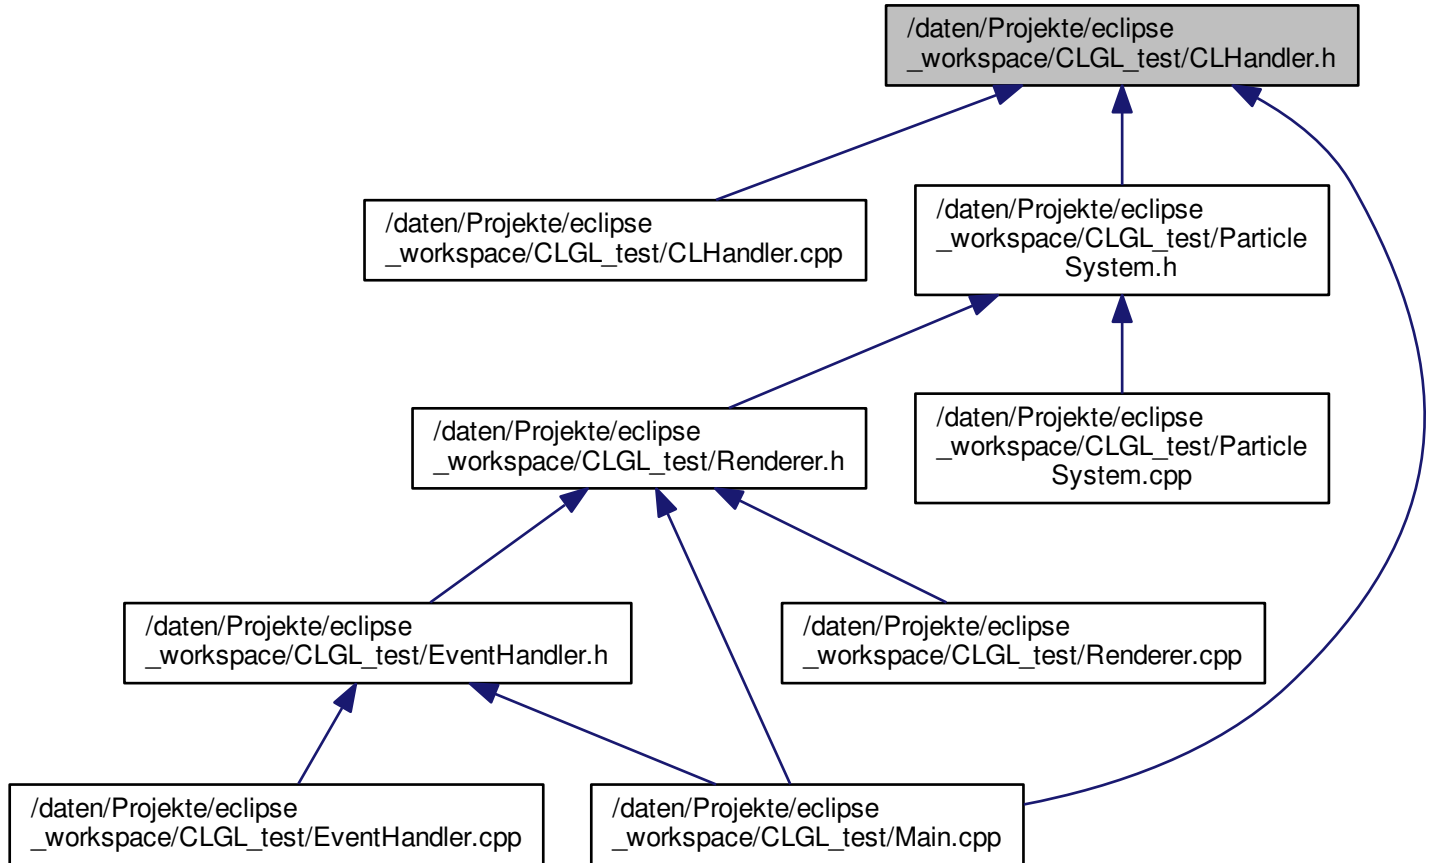 /daten/Projekte/eclipse
_workspace/CLGL_test/CLHandler.h
/daten/Projekte/eclipse
_workspace/CLGL_test/CLHandler.cpp
/daten/Projekte/eclipse
_workspace/CLGL_test/Particle
System.h
/daten/Projekte/eclipse
_workspace/CLGL_test/Renderer.h
/daten/Projekte/eclipse
_workspace/CLGL_test/Particle
System.cpp
/daten/Projekte/eclipse
_workspace/CLGL_test/EventHandler.h
/daten/Projekte/eclipse
_workspace/CLGL_test/Renderer.cpp
/daten/Projekte/eclipse
_workspace/CLGL_test/EventHandler.cpp
/daten/Projekte/eclipse
_workspace/CLGL_test/Main.cpp